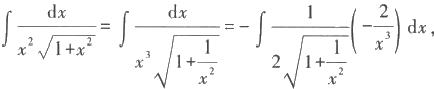 ∫ dx / (x² √(1+x²)) = ∫ dx / (x³ √(1+ 1/x²)) = − ∫ 1 / (2 √(1+ 1/x²)) (− 2/x³) dx ,